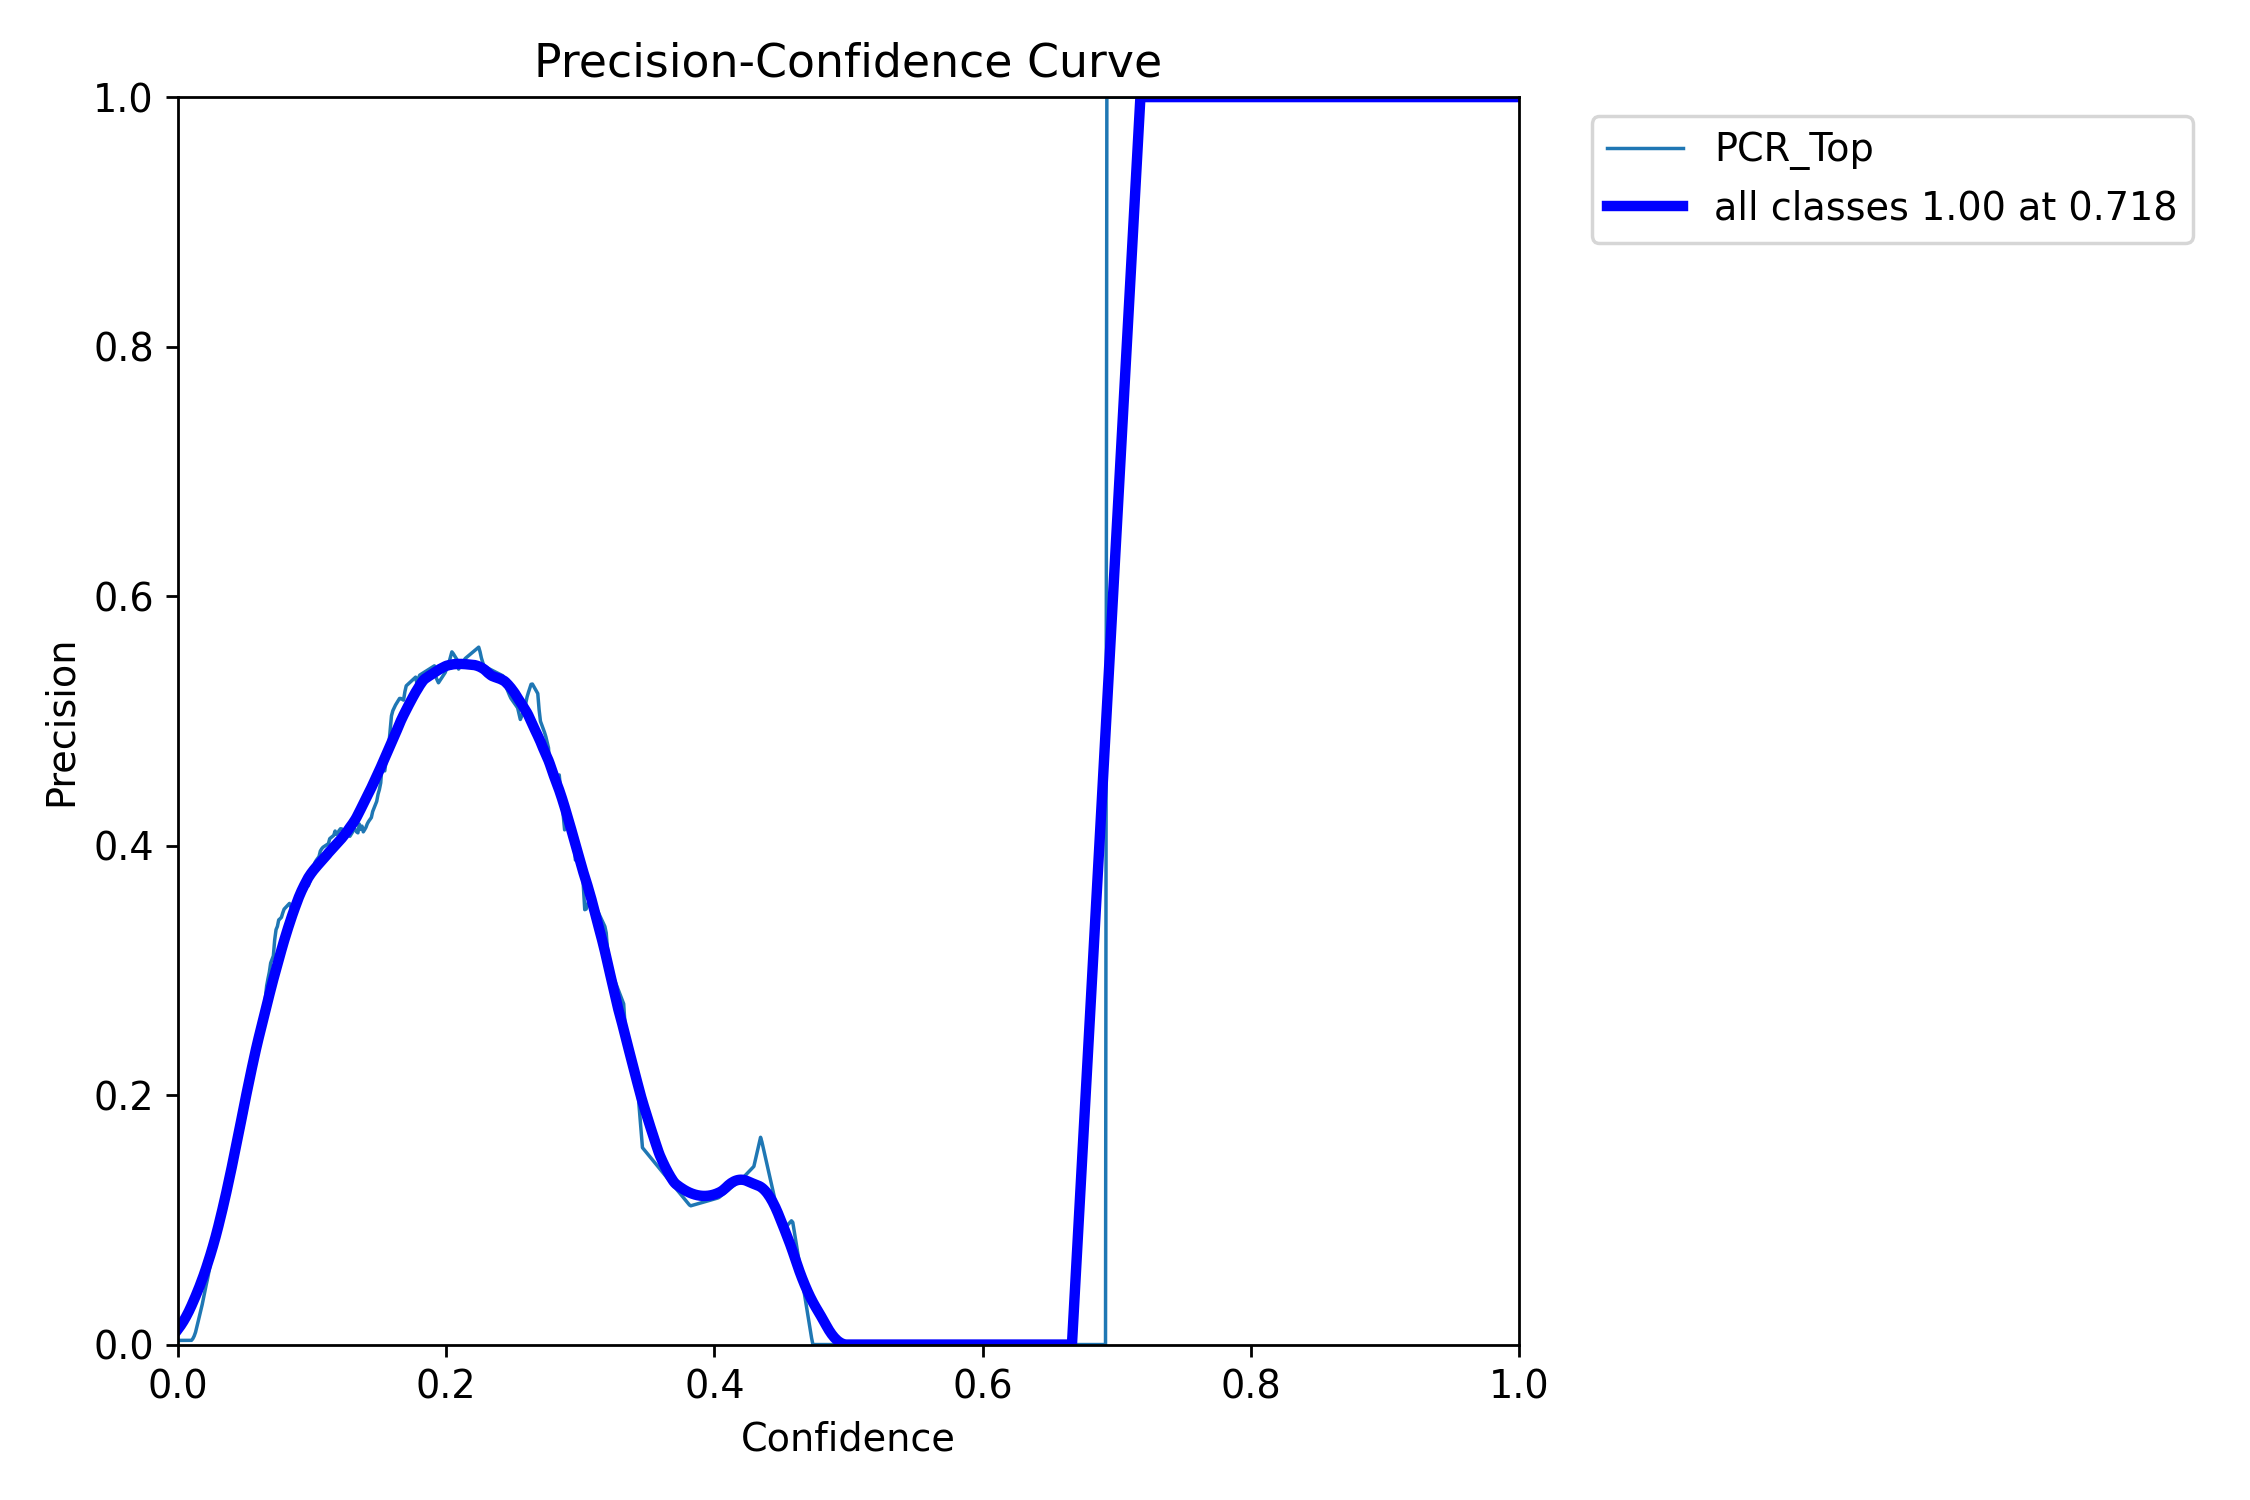 Precision-Confidence Curve
1.0
0.8
0.6
0.4
0.2
0.0
Precision
0.0 0.2 0.4 0.6 0.8 1.0
Confidence
PCR_Top
all classes 1.00 at 0.718